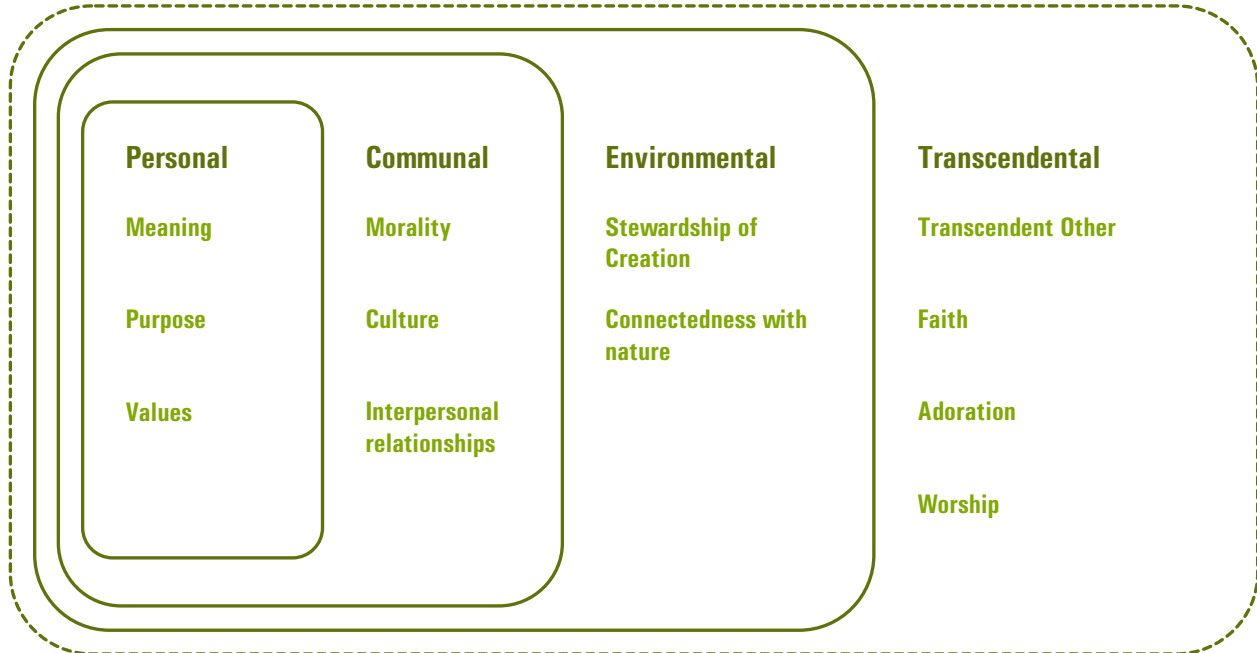 Personal
Meaning
Purpose
Values
Communal
Morality
Culture
Interpersonal
relationships
Environmental
Stewardship of
Creation
Connectedness with
nature
Transcendental
Transcendent Other
Faith
Adoration
Worship